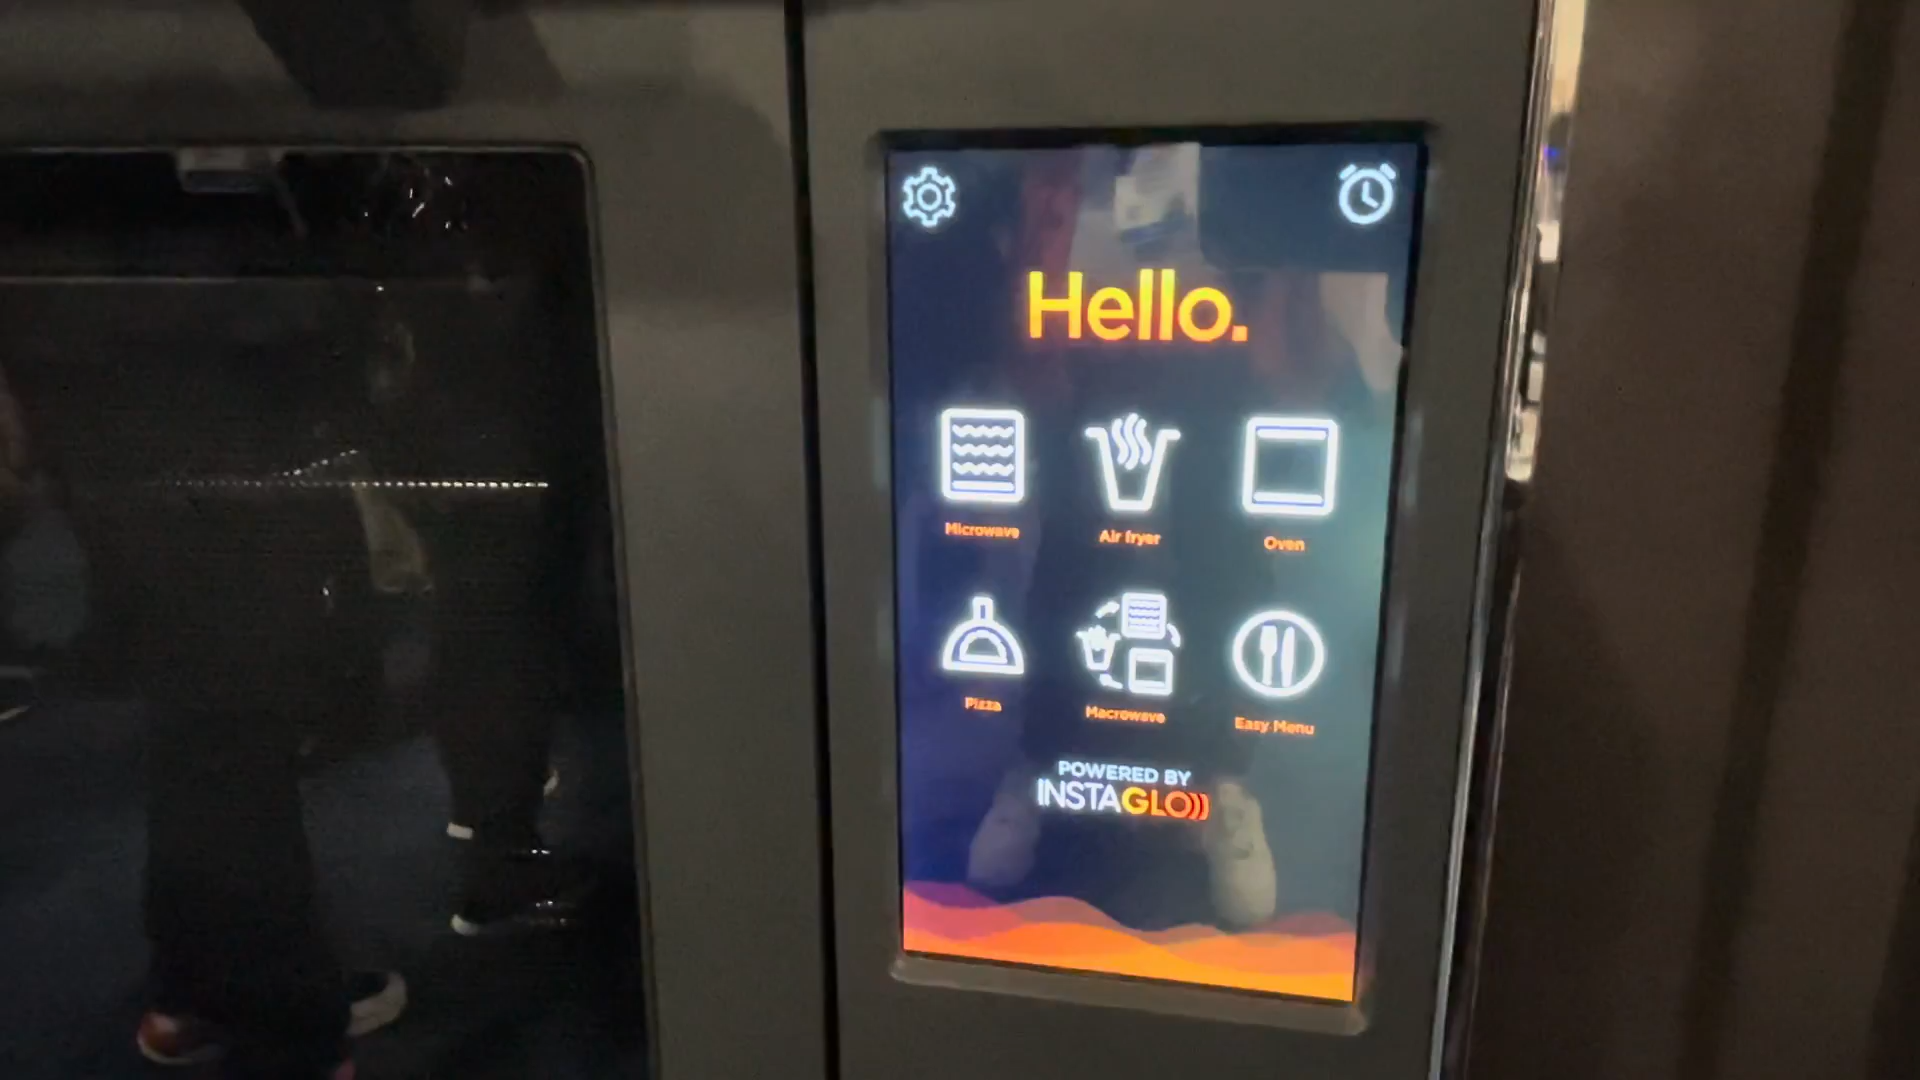 Hello.
Microwave
Air fryer
Oven
Pizza
Macrowave
Easy Menu
POWERED BY
INSTAGLO